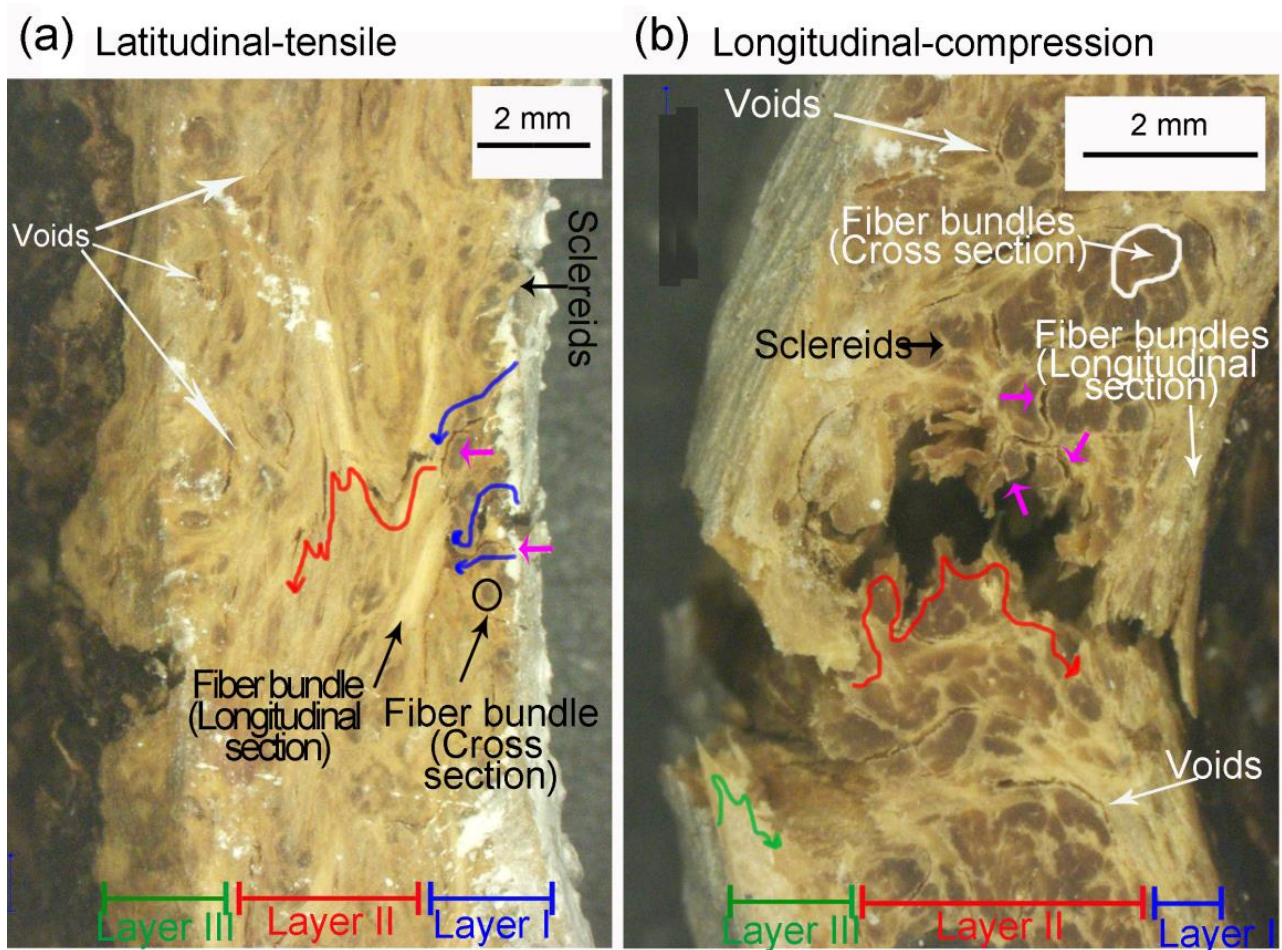 (a) Latitudinal-tensile
2 mm
Voids
Sclereids
Fiber bundle
(Longitudinal
section)
Fiber bundle
(Cross
section)
Layer III
Layer II
Layer I
(b) Longitudinal-compression
Voids
2 mm
Fiber bundles
(Cross section)
Sclereids
Fiber bundles
(Longitudinal
section)
Voids
Layer III
Layer II
Layer I